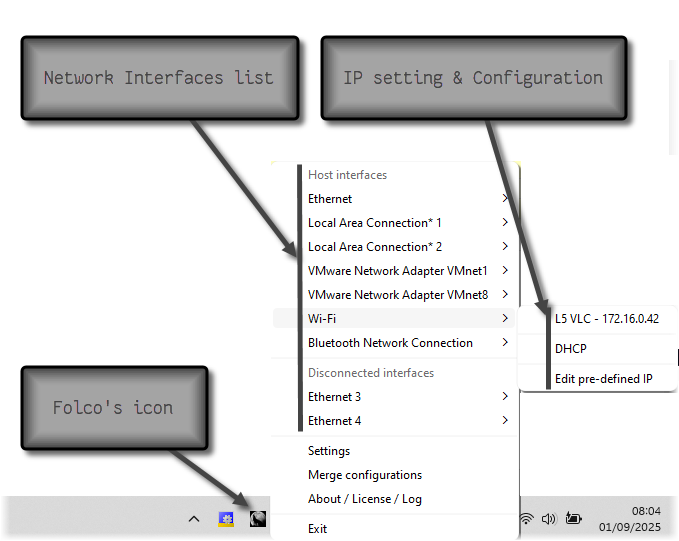 Network Interfaces list
IP setting & Configuration
Host interfaces
Ethernet
Local Area Connection* 1
Local Area Connection* 2
VMware Network Adapter VMnet1
VMware Network Adapter VMnet8
Wi-Fi
Bluetooth Network Connection
L5 VLC - 172.16.0.42
DHCP
Edit pre-defined IP
Disconnected interfaces
Ethernet 3
Ethernet 4
Folco's icon
Settings
Merge configurations
About / License / Log
Exit
08:04
01/09/2025